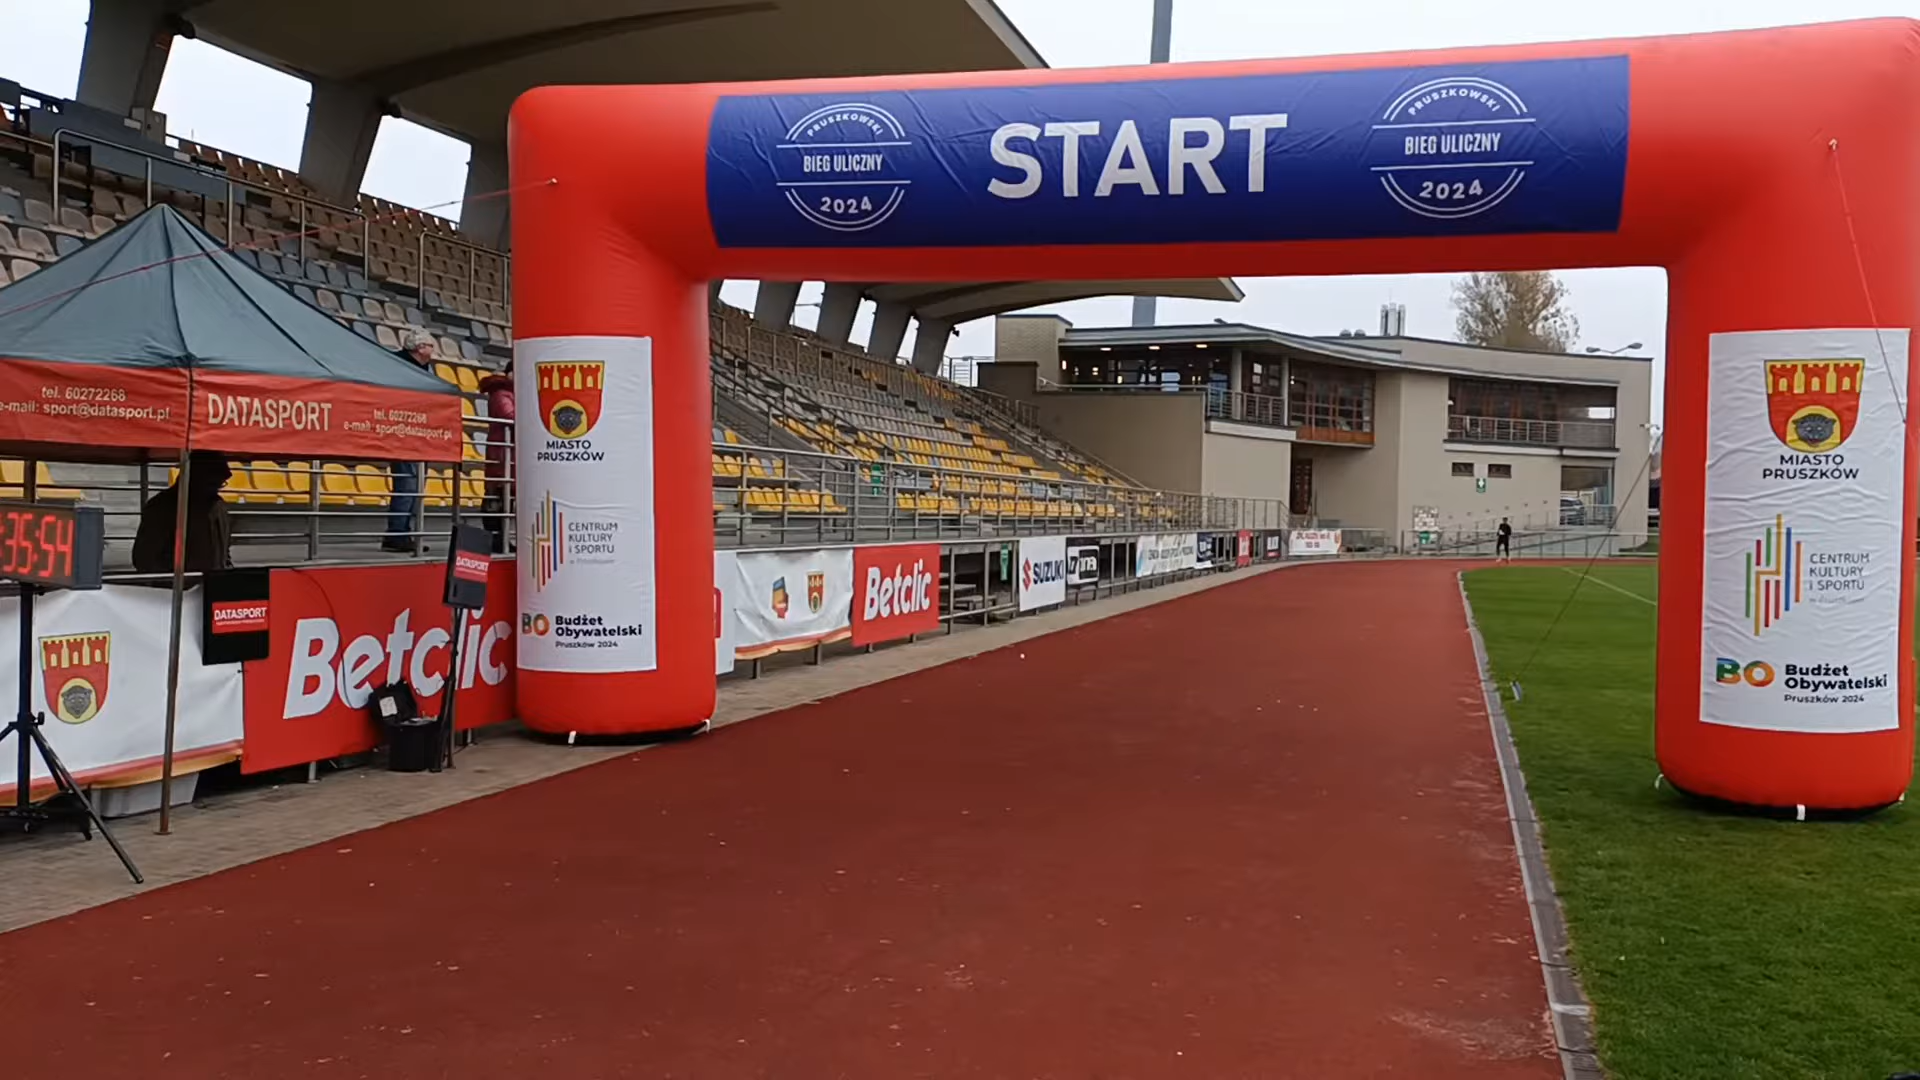 PRUSZKOWSKI
BIEG ULICZNY
2024
START
PRUSZKOWSKI
BIEG ULICZNY
2024
tel. 60272268
e-mail: sport@datasport.pl
DATASPORT
tel. 60272268
e-mail: sport@datasport.pl
:35:54
DATASPORT
DATASPORT
Betclic
MIASTO
PRUSZKÓW
CENTRUM
KULTURY
I SPORTU
BO Budżet
Obywatelski
Pruszków 2024
Betclic
SUZUKI
MIASTO
PRUSZKÓW
CENTRUM
KULTURY
I SPORTU
BO Budżet
Obywatelski
Pruszków 2024